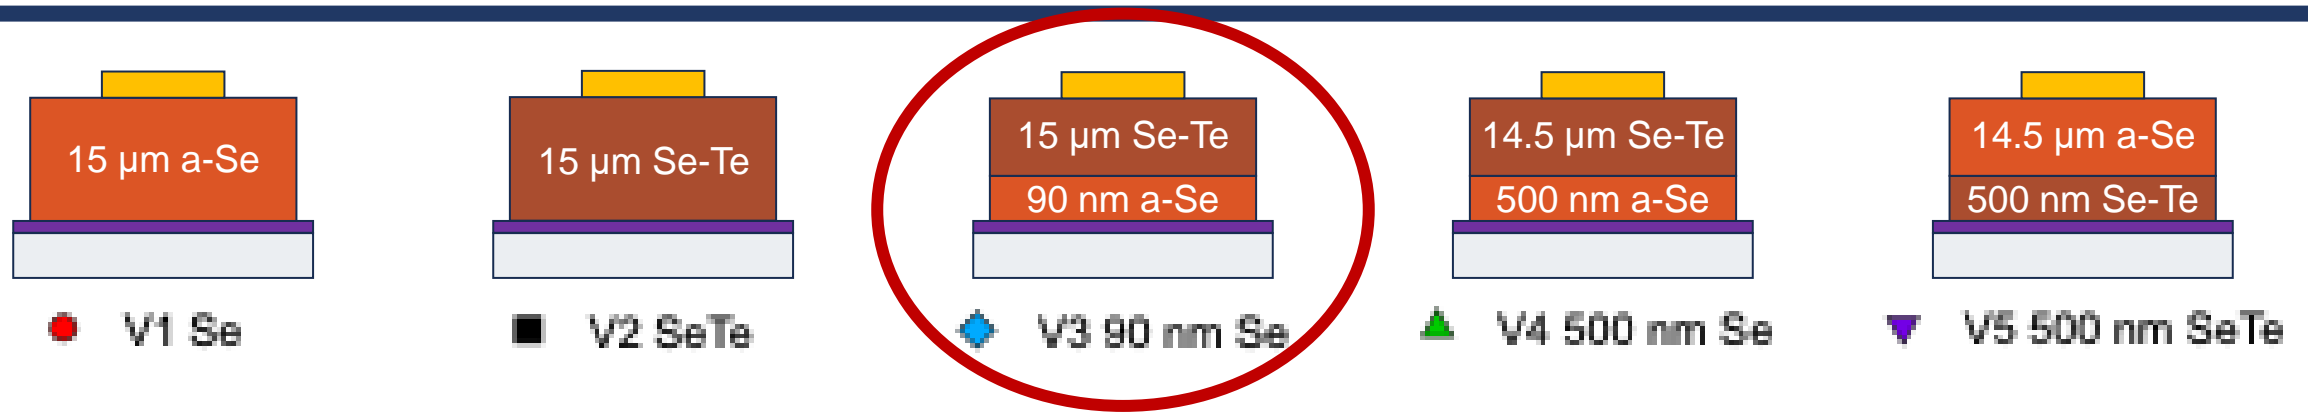 15 µm a-Se
15 µm Se-Te
15 µm Se-Te
90 nm a-Se
14.5 µm Se-Te
500 nm a-Se
14.5 µm a-Se
500 nm Se-Te
V1 Se
V2 SeTe
V3 90 nm Se
V4 500 nm Se
V5 500 nm SeTe